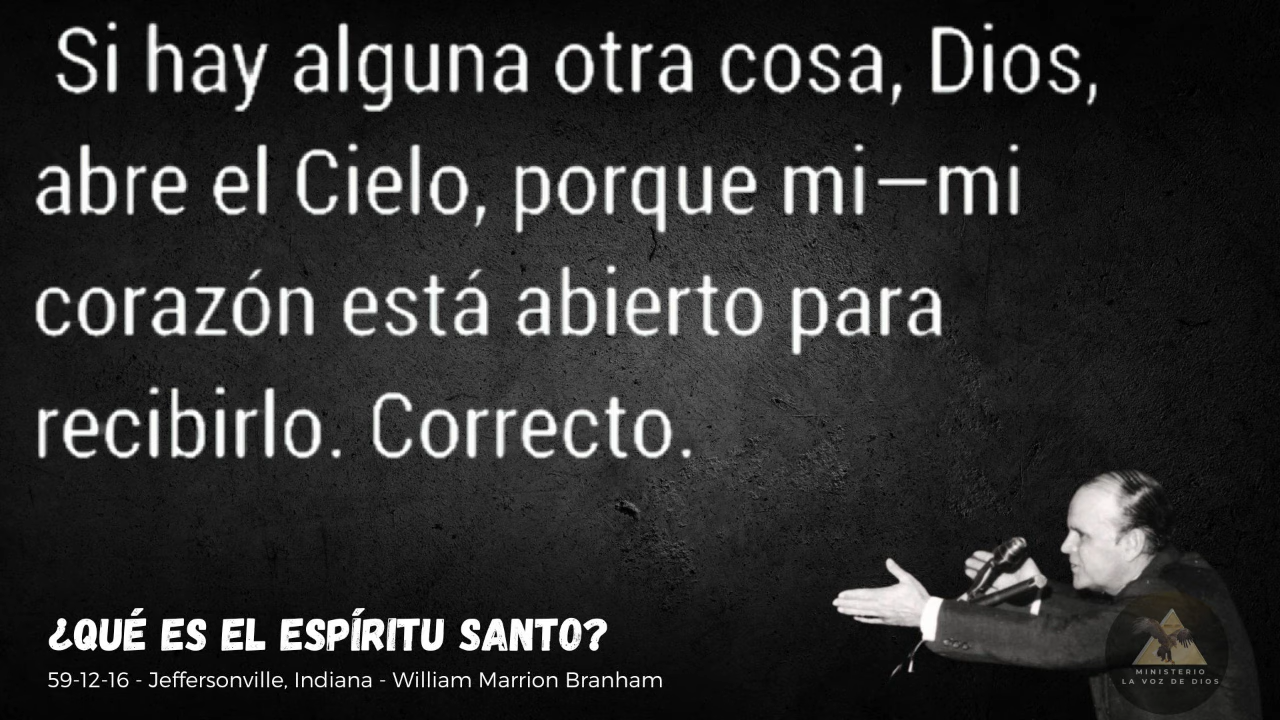 Si hay alguna otra cosa, Dios,
abre el Cielo, porque mi—mi
corazón está abierto para
recibirlo. Correcto.
¿QUÉ ES EL ESPÍRITU SANTO?
59-12-16 - Jeffersonville, Indiana - William Marrion Branham
MINISTERIO
LA VOZ DE DIOS